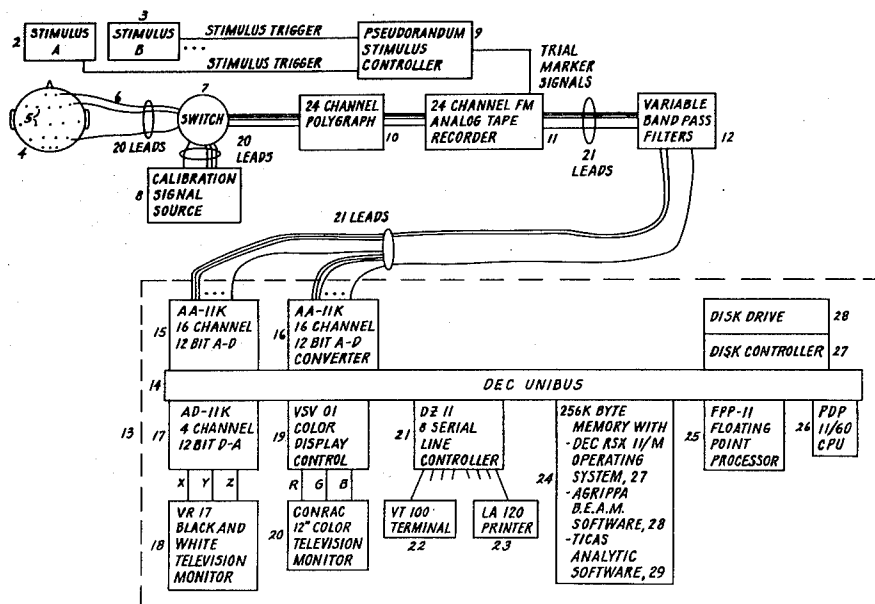 3
2
STIMULUS
A
STIMULUS
B
...
STIMULUS TRIGGER
STIMULUS TRIGGER
PSEUDORANDUM
STIMULUS
CONTROLLER
9
TRIAL
MARKER
SIGNALS
4
5
6
20 LEADS
7
SWITCH
20
LEADS
8
CALIBRATION
SIGNAL
SOURCE
24 CHANNEL
POLYGRAPH
10
24 CHANNEL FM
ANALOG TAPE
RECORDER
11
21
LEADS
VARIABLE
BAND PASS
FILTERS
12
21 LEADS
...
...
15
AA-11K
16 CHANNEL
12 BIT A-D
16
AA-11K
16 CHANNEL
12 BIT A-D
CONVERTER
DISK DRIVE
28
DISK CONTROLLER
27
14
DEC UNIBUS
13
17
AD-11K
4 CHANNEL
12 BIT D-A
19
VSV 01
COLOR
DISPLAY
CONTROL
21
DZ 11
8 SERIAL
LINE
CONTROLLER
24
256K BYTE
MEMORY WITH
-DEC RSX 11/M
OPERATING
SYSTEM, 27
-AGRIPPA
B.E.A.M.
SOFTWARE, 28
-TICAS
ANALYTIC
SOFTWARE, 29
25
FPP-11
FLOATING
POINT
PROCESSOR
26
PDP
11/60
CPU
X Y Z
R G B
18
VR 17
BLACK AND
WHITE
TELEVISION
MONITOR
20
CONRAC
12" COLOR
TELEVISION
MONITOR
VT 100
TERMINAL
22
LA 120
PRINTER
23